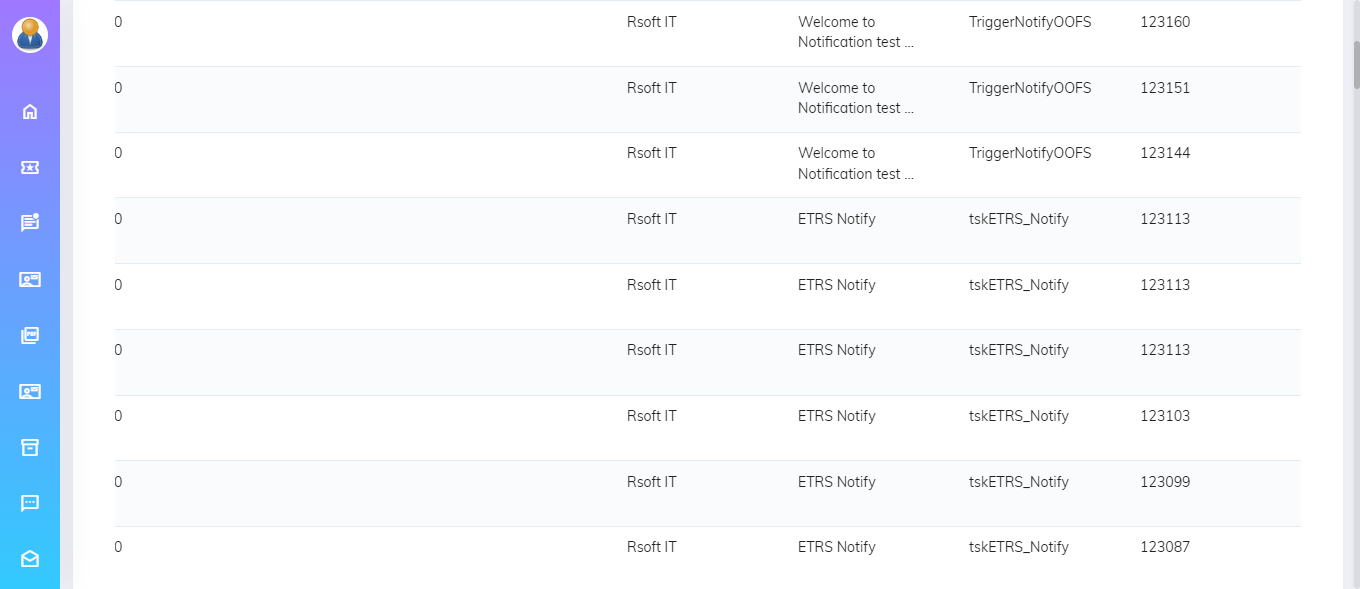 0 Rsoft IT Welcome to Notification test ... TriggerNotifyOOFS 123160
0 Rsoft IT Welcome to Notification test ... TriggerNotifyOOFS 123151
0 Rsoft IT Welcome to Notification test ... TriggerNotifyOOFS 123144
0 Rsoft IT ETRS Notify tskETRS_Notify 123113
0 Rsoft IT ETRS Notify tskETRS_Notify 123113
0 Rsoft IT ETRS Notify tskETRS_Notify 123113
0 Rsoft IT ETRS Notify tskETRS_Notify 123103
0 Rsoft IT ETRS Notify tskETRS_Notify 123099
0 Rsoft IT ETRS Notify tskETRS_Notify 123087